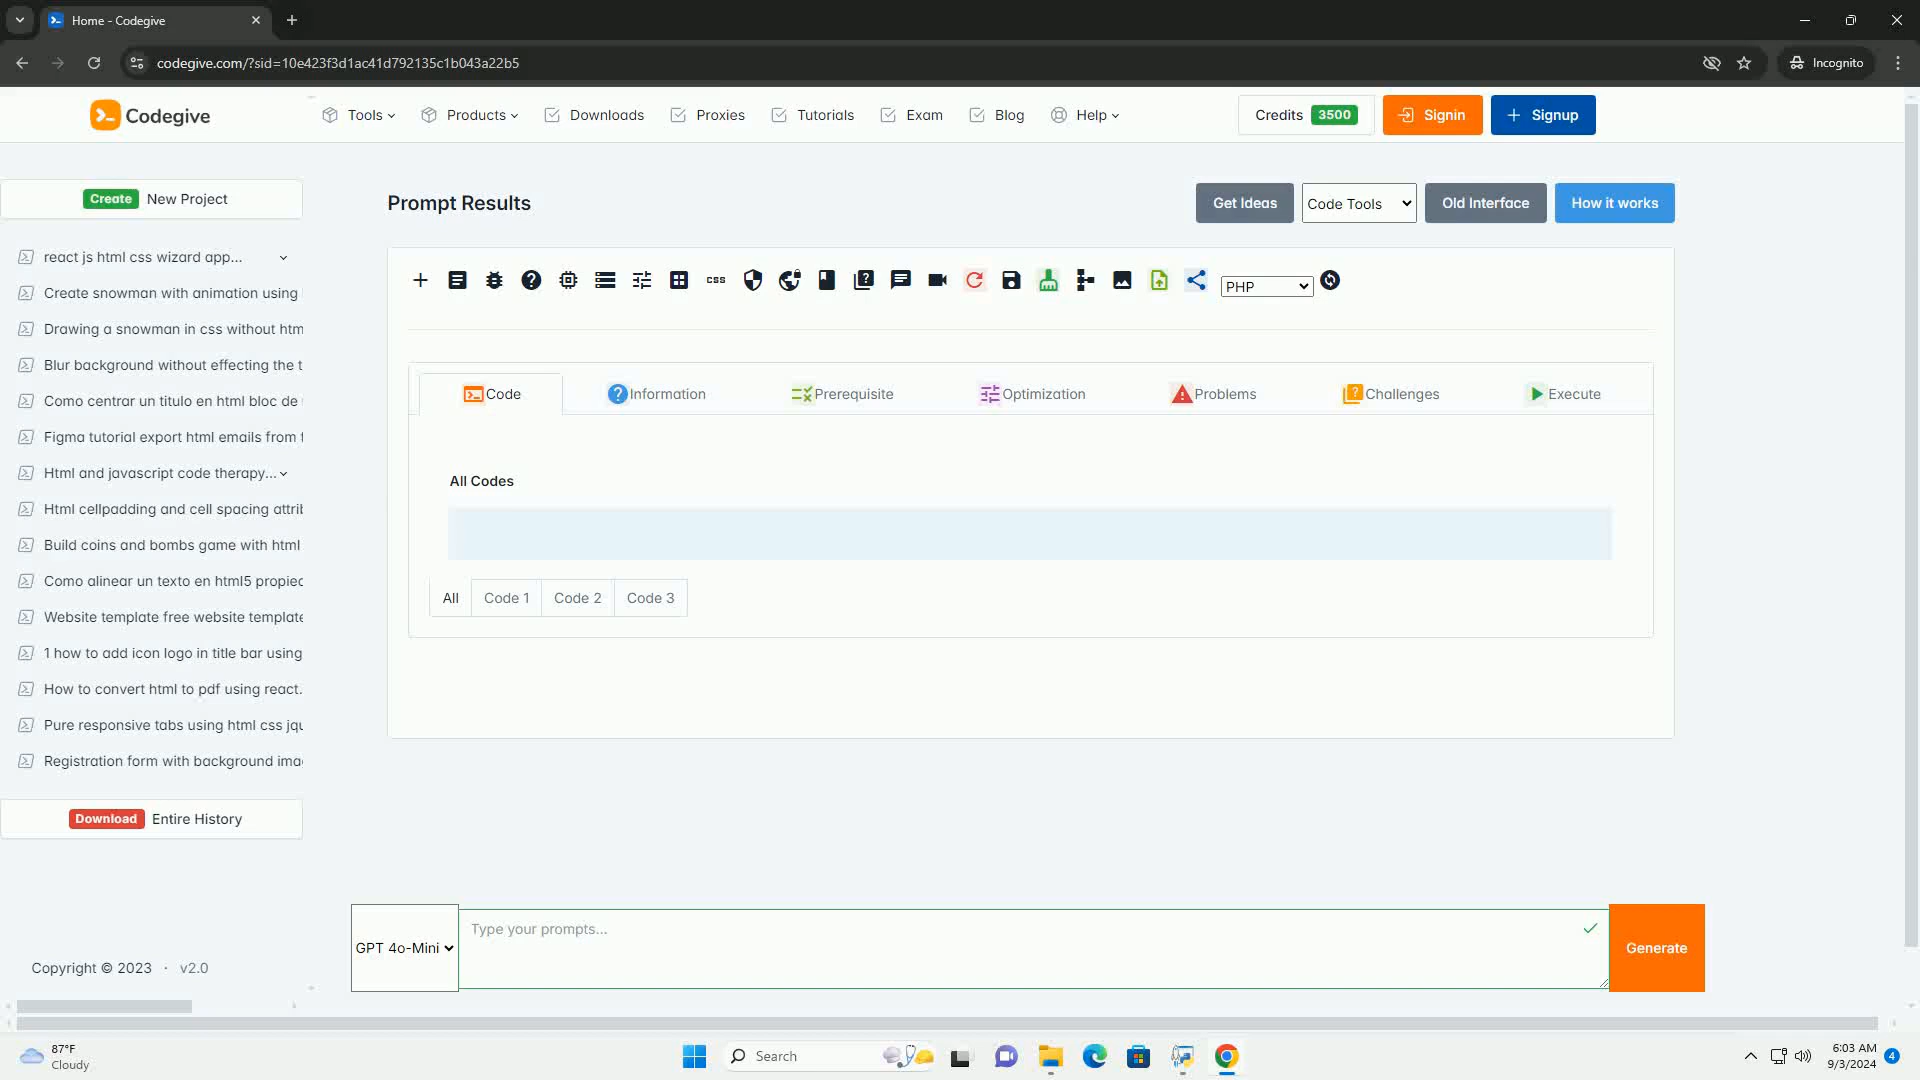 Home - Codegive
codegive.com/?sid=10e423f3d1ac41d792135c1b043a22b5
Incognito
Codegive
Tools
Products
Downloads
Proxies
Tutorials
Exam
Blog
Help
Credits 3500
Signin
Signup
Create New Project
react js html css wizard app...
Create snowman with animation using
Drawing a snowman in css without htm
Blur background without effecting the t
Como centrar un titulo en html bloc de
Figma tutorial export html emails from f
Html and javascript code therapy...
Html cellpadding and cell spacing attrib
Build coins and bombs game with html
Como alinear un texto en html5 propied
Website template free website template
1 how to add icon logo in title bar using
How to convert html to pdf using react.
Pure responsive tabs using html css jqu
Registration form with background ima
Download Entire History
Copyright © 2023 · v2.0
Prompt Results
Get Ideas
Code Tools
Old Interface
How it works
css
PHP
Code
Information
Prerequisite
Optimization
Problems
Challenges
Execute
All Codes
All
Code 1
Code 2
Code 3
GPT 4o-Mini
Type your prompts...
Generate
87°F
Cloudy
Search
6:03 AM
9/3/2024
4